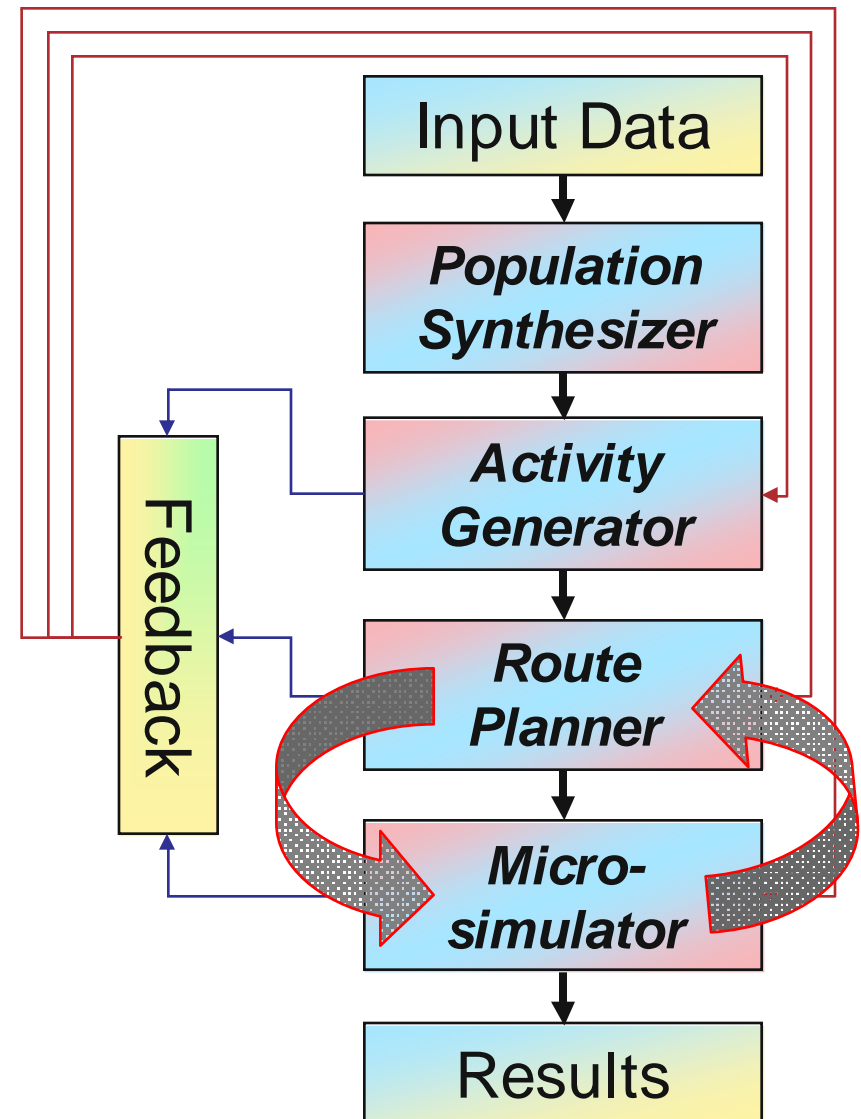 Input Data
Population
Synthesizer
Activity
Generator
Feedback
Route
Planner
Micro-
simulator
Results